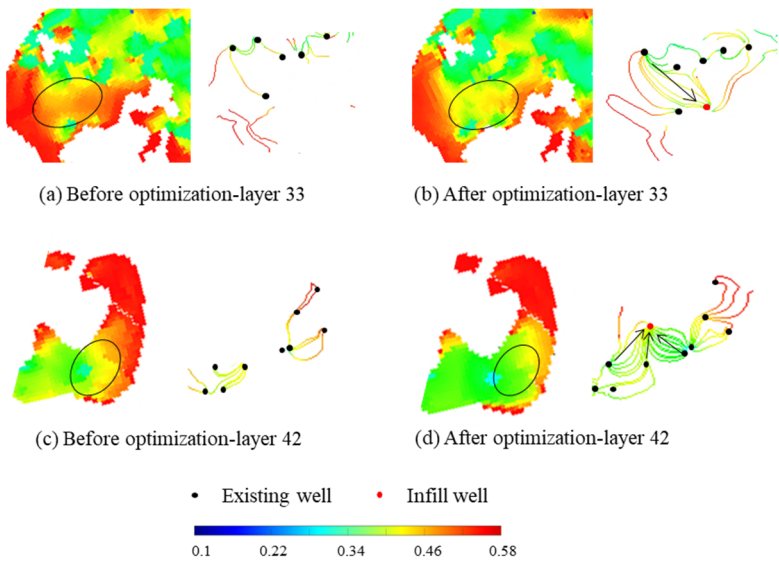 (a) Before optimization-layer 33
(b) After optimization-layer 33
(c) Before optimization-layer 42
(d) After optimization-layer 42
Existing well
Infill well
0.1 0.22 0.34 0.46 0.58